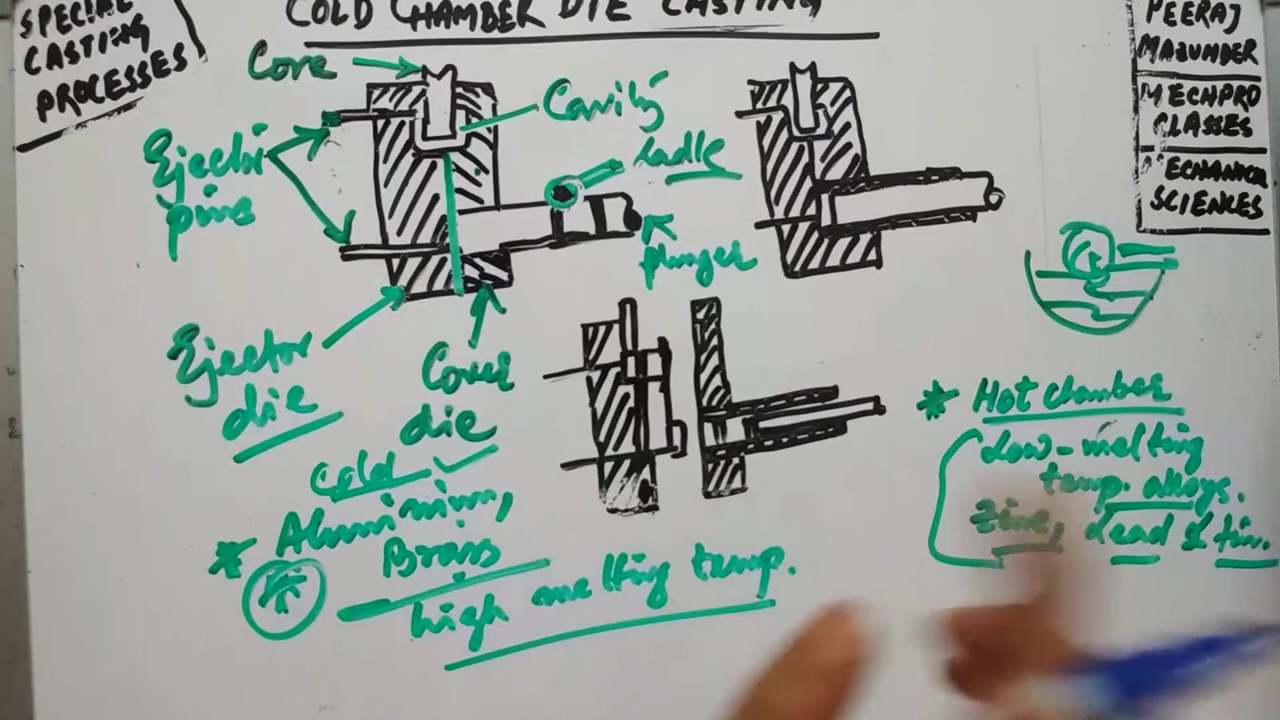 SPECIAL
CASTING
PROCESSES
COLD CHAMBER DIE CASTING
PEERAJ
MAZUMDER
MECHPRO
CLASSES
MECHANICAL
SCIENCES
Core
Cavity
Ejector
pins
Ladle
plunger
Ejector
die
Cover
die
Cold
* Aluminium,
Brass
high melting temp.
* Hot chamber
Low-melting
temp. alloys.
Zinc, Lead & tin.